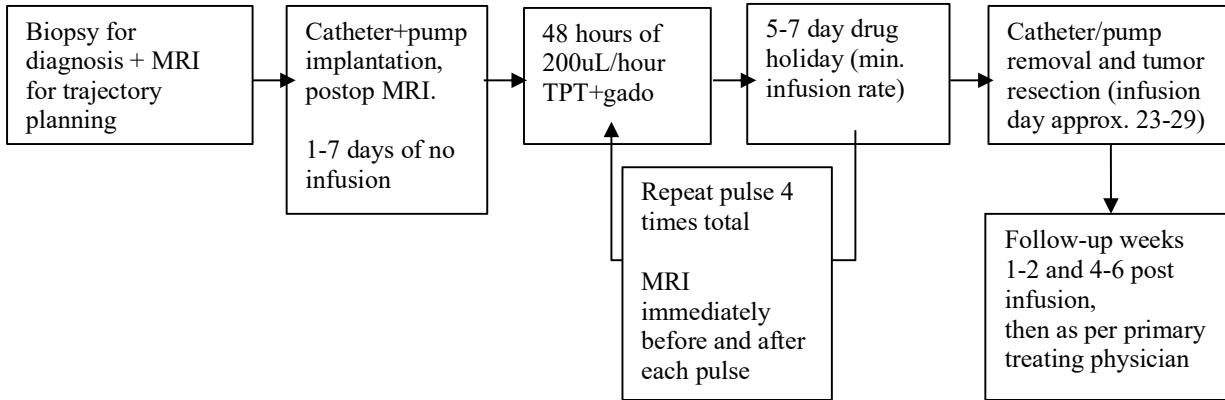 Biopsy for
diagnosis + MRI
for trajectory
planning
Catheter+pump
implantation,
postop MRI.
1-7 days of no
infusion
48 hours of
200uL/hour
TPT+gado
5-7 day drug
holiday (min.
infusion rate)
Catheter/pump
removal and tumor
resection (infusion
day approx. 23-29)
Repeat pulse 4
times total
MRI
immediately
before and after
each pulse
Follow-up weeks
1-2 and 4-6 post
infusion,
then as per primary
treating physician